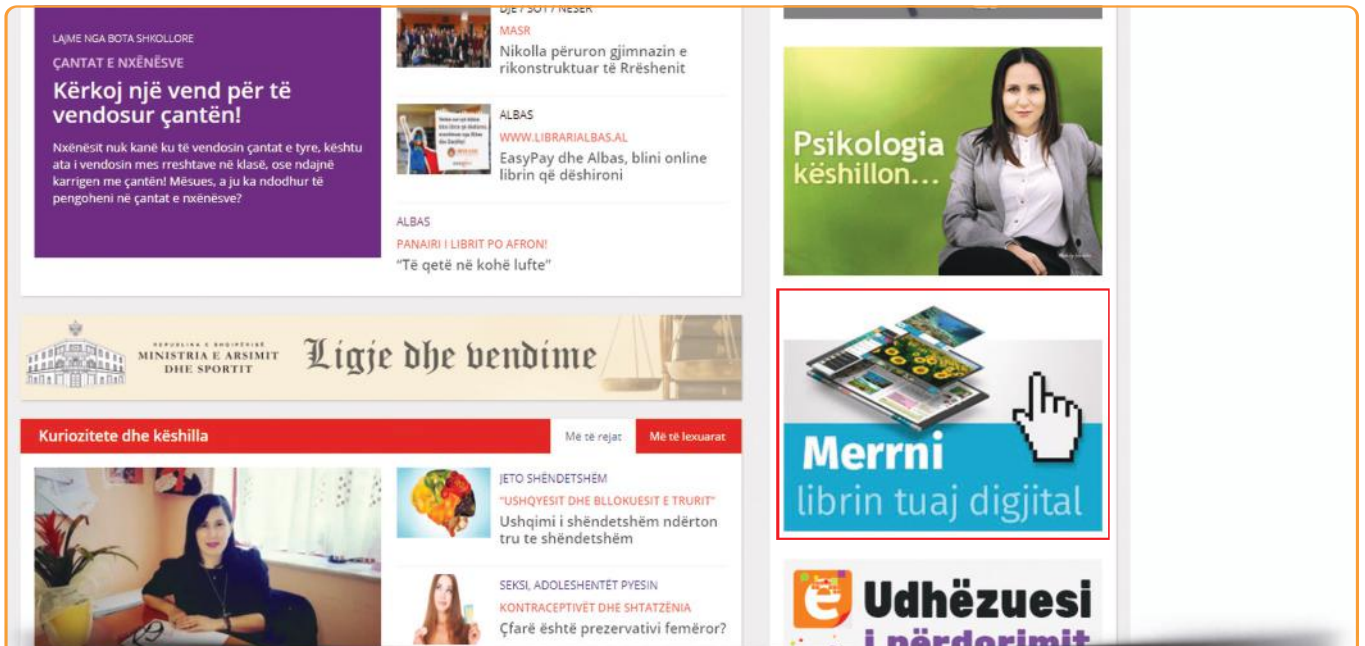 LAJME NGA BOTA SHKOLLORE
ÇANTAT E NXËNËSVE
Kërkoj një vend për të
vendosur çantën!
Nxënësit nuk kanë ku të vendosin çantat e tyre, kështu
ata i vendosin mes rreshtave në klasë, ose ndajnë
karrigen me çantën! Mësues, a ju ka ndodhur të
pengoheni në çantat e nxënësve?
DJE / SOT / NESËR
MASR
Nikolla përuron gjimnazin e
rikonstruktuar të Rrëshenit
ALBAS
WWW.LIBRARIALBAS.AL
EasyPay dhe Albas, blini online
librin që dëshironi
ALBAS
PANAIRI I LIBRIT PO AFRON!
“Të qetë në kohë lufte”
REPUBLIKA E SHQIPËRISË
MINISTRIA E ARSIMIT
DHE SPORTIT
Ligje dhe vendime
Kuriozitete dhe këshilla
Më të rejat
Më të lexuarat
JETO SHËNDETSHËM
"USHQYESIT DHE BLLOKUESIT E TRURIT"
Ushqimi i shëndetshëm ndërton
tru te shëndetshëm
SEKSI, ADOLESHENTËT PYESIN
KONTRACEPTIVËT DHE SHTATZËNIA
Çfarë është prezervativi femëror?
Psikologia
këshillon...
Merrni
librin tuaj digjital
Udhëzuesi
i përdorimit